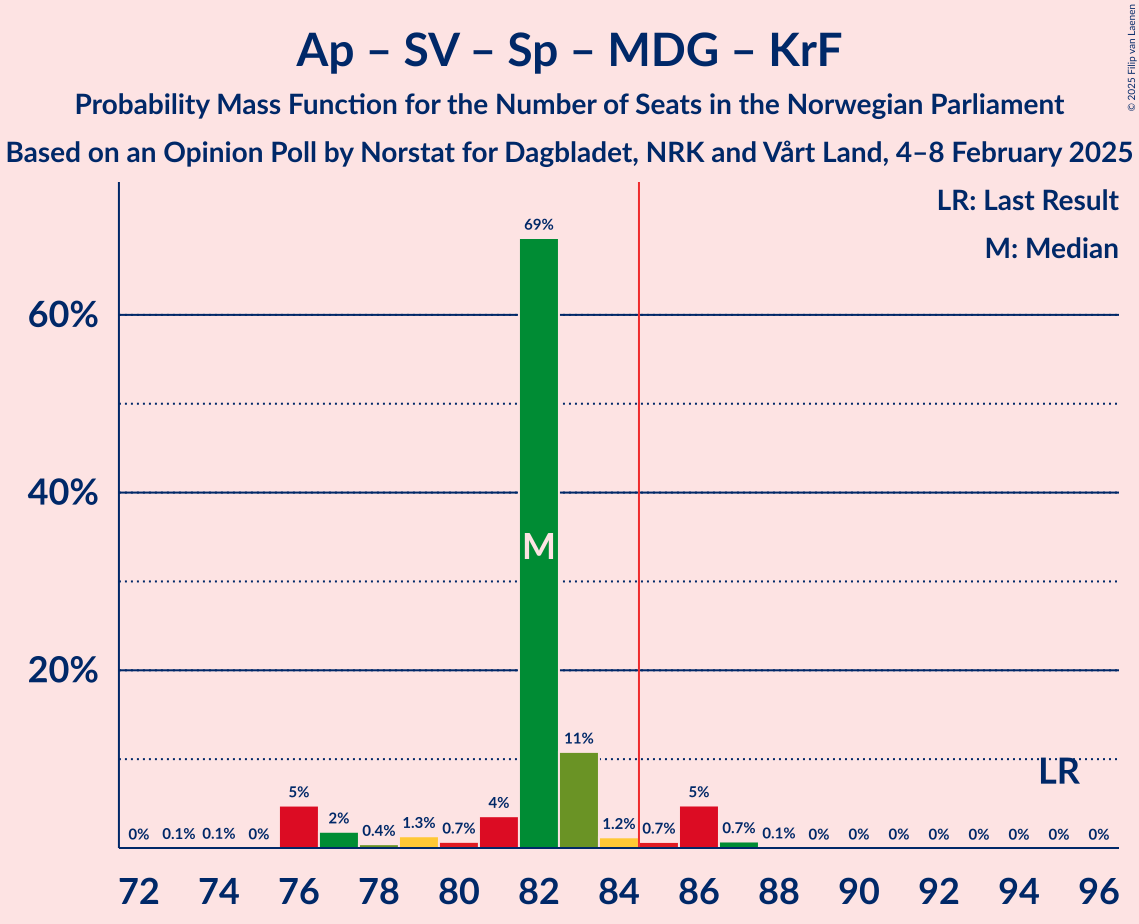 Ap – SV – Sp – MDG – KrF
Probability Mass Function for the Number of Seats in the Norwegian Parliament
Based on an Opinion Poll by Norstat for Dagbladet, NRK and Vårt Land, 4–8 February 2025
© 2025 Filip van Laenen
LR: Last Result
M: Median
69%
60%
40%
M
20%
11%
LR
5% 2% 0.4% 1.3% 0.7% 4% 1.2% 0.7% 5% 0.7% 0.1%
0% 0.1% 0.1% 0% 0% 0% 0% 0% 0% 0% 0% 0%
72 74 76 78 80 82 84 86 88 90 92 94 96